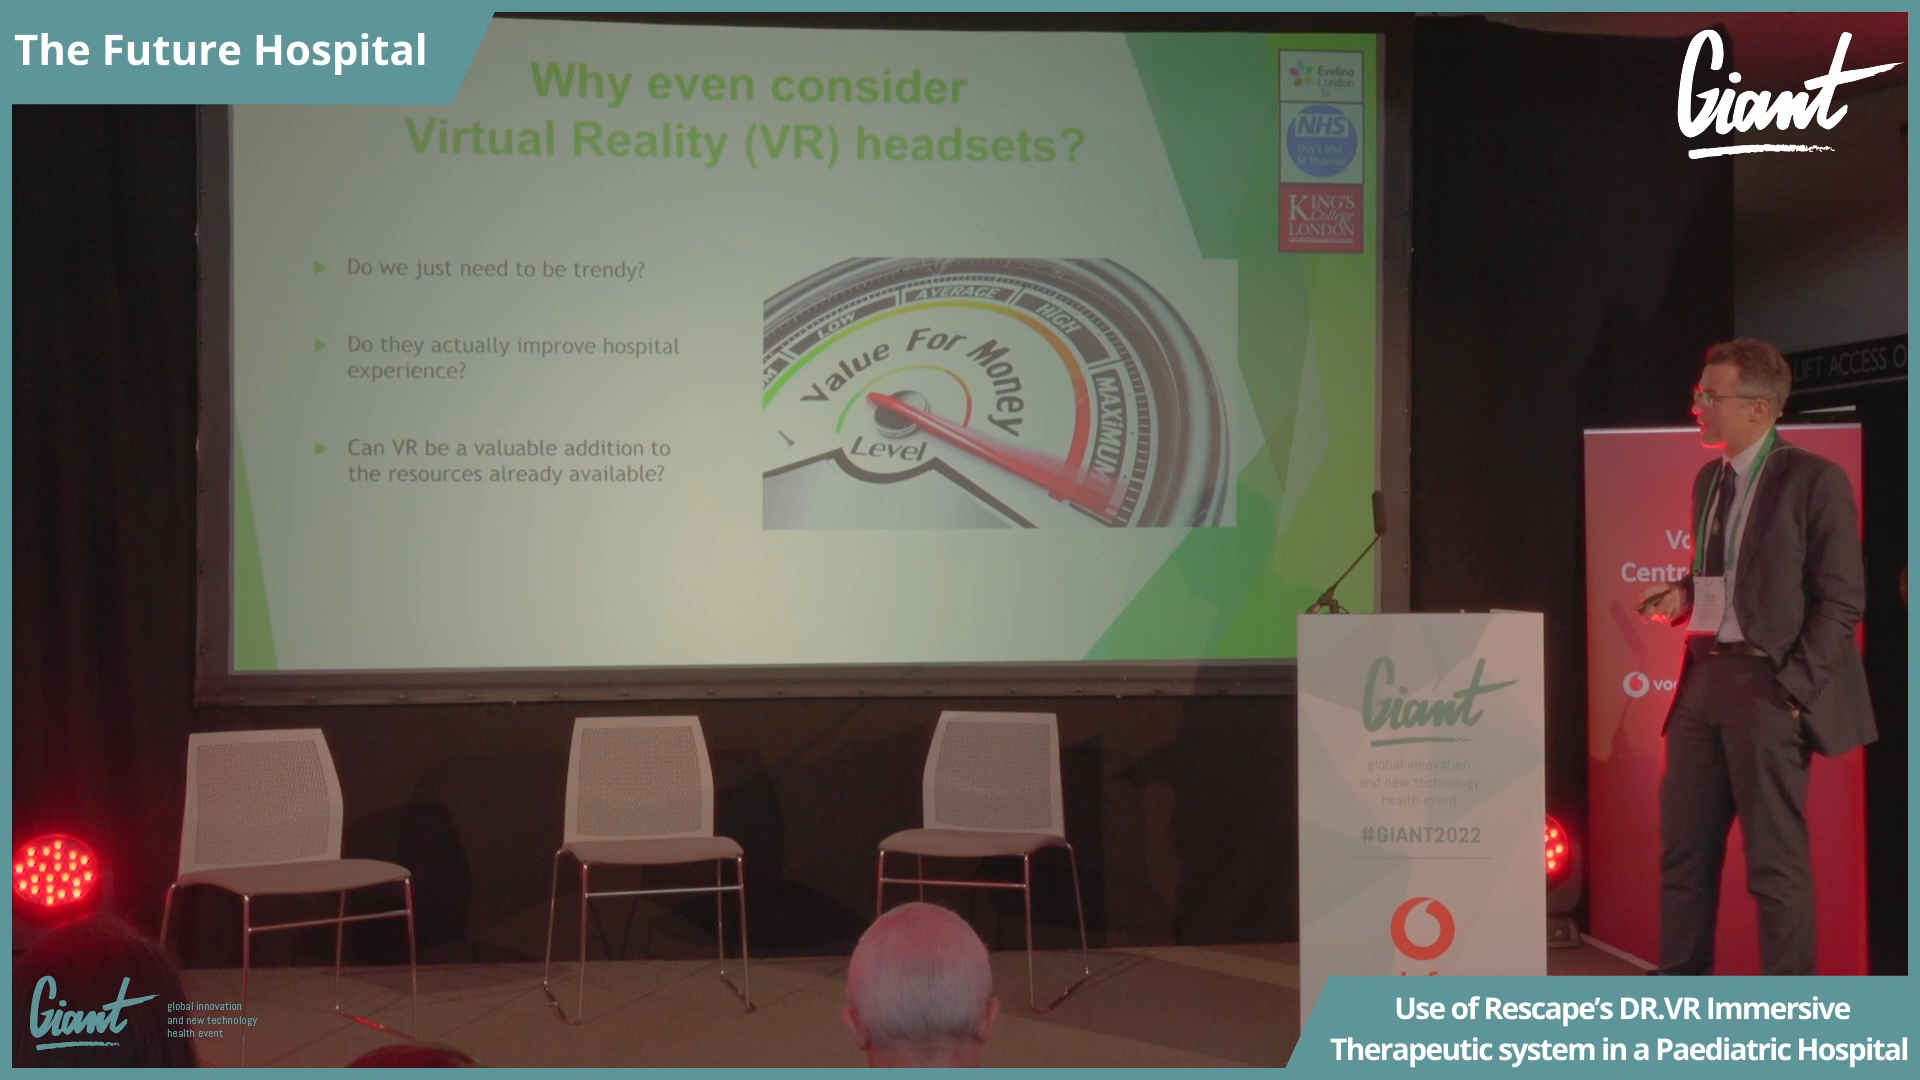 The Future Hospital
Giant
Why even consider
Virtual Reality (VR) headsets?
Evelina
London
NHS
Guy's and
St Thomas'
KING'S
College
LONDON
Do we just need to be trendy?
Do they actually improve hospital
experience?
Can VR be a valuable addition to
the resources already available?
LOW
AVERAGE
HIGH
MAXIMUM
Value For Money
Level
LIFT ACCESS O
Vo
Centr
vo
Giant
global innovation
and new technology
health event
#GIANT2022
Giant
global innovation
and new technology
health event
Use of Rescape's DR.VR Immersive
Therapeutic system in a Paediatric Hospital